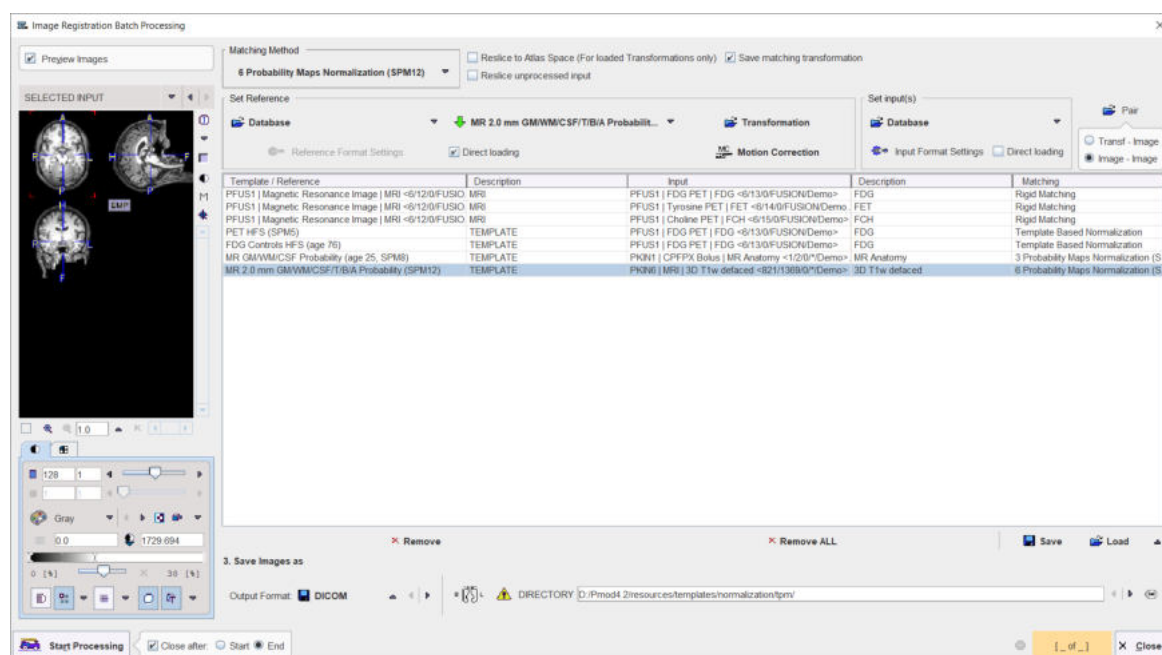 Image Registration Batch Processing
Preview Images
Matching Method
6 Probability Maps Normalization (SPM12)
Reslice to Atlas Space (For loaded Transformations only)
Save matching transformation
Reslice unprocessed input
SELECTED INPUT
Set Reference
Database
MR 2.0 mm GM/WM/CSF/T/B/A Probabilit...
Transformation
Reference Format Settings
Direct loading
Motion Correction
Set input(s)
Database
Input Format Settings
Direct loading
Pair
Transf - Image
Image - Image
Template / Reference Description Input Description Matching
PFUS1 | Magnetic Resonance Image | MRI <6/12/0/FUSIO. MRI PFUS1 | FDG PET | FDG <6/13/0/FUSION/Demo> FDG Rigid Matching
PFUS1 | Magnetic Resonance Image | MRI <6/12/0/FUSIO. MRI PFUS1 | Tyrosine PET | FET <6/14/0/FUSION/Demo. FET Rigid Matching
PFUS1 | Magnetic Resonance Image | MRI <6/12/0/FUSIO. MRI PFUS1 | Choline PET | FCH <6/15/0/FUSION/Demo> FCH Rigid Matching
PET HFS (SPM5) TEMPLATE PFUS1 | FDG PET | FDG <6/13/0/FUSION/Demo> FDG Template Based Normalization
FDG Controls HFS (age 76) TEMPLATE PFUS1 | FDG PET | FDG <6/13/0/FUSION/Demo> FDG Template Based Normalization
MR GM/WM/CSF Probability (age 25, SPM8) TEMPLATE PKIN1 | CPFPX Bolus | MR Anatomy <1/2/0/*/Demo>. MR Anatomy 3 Probability Maps Normalization (S
MR 2.0 mm GM/WM/CSF/T/B/A Probability (SPM12) TEMPLATE PKIN6 | MRI | 3D T1w defaced <821/1369/0/*/Demo> 3D T1w defaced 6 Probability Maps Normalization (S
1.0
128 1
1 1
Gray
0.0 1729.694
0 [%] 38 [%]
Remove
Remove ALL
Save
Load
3. Save Images as
Output Format: DICOM
DIRECTORY D:/Pmod4.2/resources/templates/normalization/tpm/
Start Processing
Close after:
Start
End
[ _ of _ ]
Close